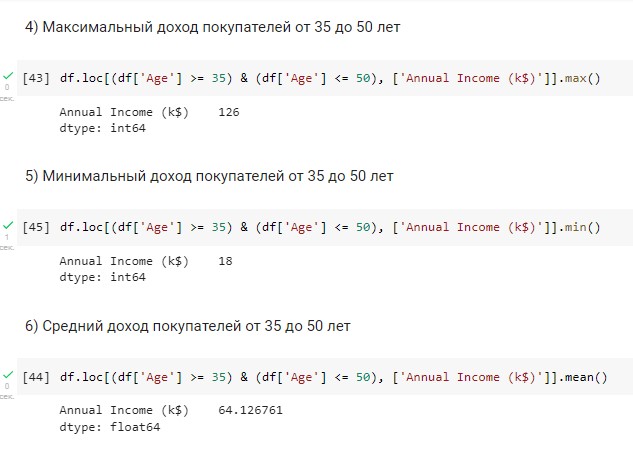 4) Максимальный доход покупателей от 35 до 50 лет
[43] df.loc[(df['Age'] >= 35) & (df['Age'] <= 50), ['Annual Income (k$)']].max()
0
сек.
Annual Income (k$)    126
dtype: int64
5) Минимальный доход покупателей от 35 до 50 лет
[45] df.loc[(df['Age'] >= 35) & (df['Age'] <= 50), ['Annual Income (k$)']].min()
1
сек.
Annual Income (k$)    18
dtype: int64
6) Средний доход покупателей от 35 до 50 лет
[44] df.loc[(df['Age'] >= 35) & (df['Age'] <= 50), ['Annual Income (k$)']].mean()
0
сек.
Annual Income (k$)    64.126761
dtype: float64